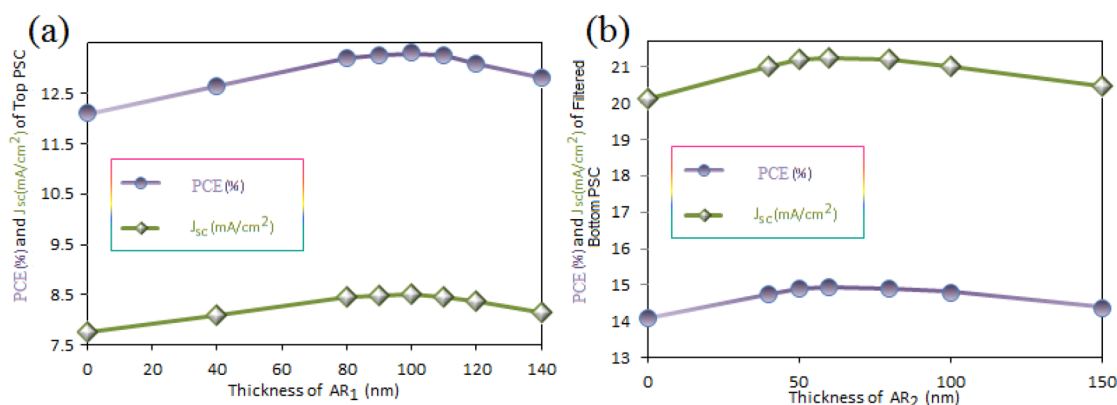 (a)
PCE (%) and Jsc(mA/cm²) of Top PSC
12.5
11.5
10.5
9.5
8.5
7.5
PCE (%)
Jsc (mA/cm²)
0 20 40 60 80 100 120 140
Thickness of AR₁ (nm)
(b)
PCE (%) and Jsc(mA/cm²) of Filtered
Bottom PSC
21
20
19
18
17
16
15
14
13
PCE (%)
Jsc (mA/cm²)
0 50 100 150
Thickness of AR₂ (nm)